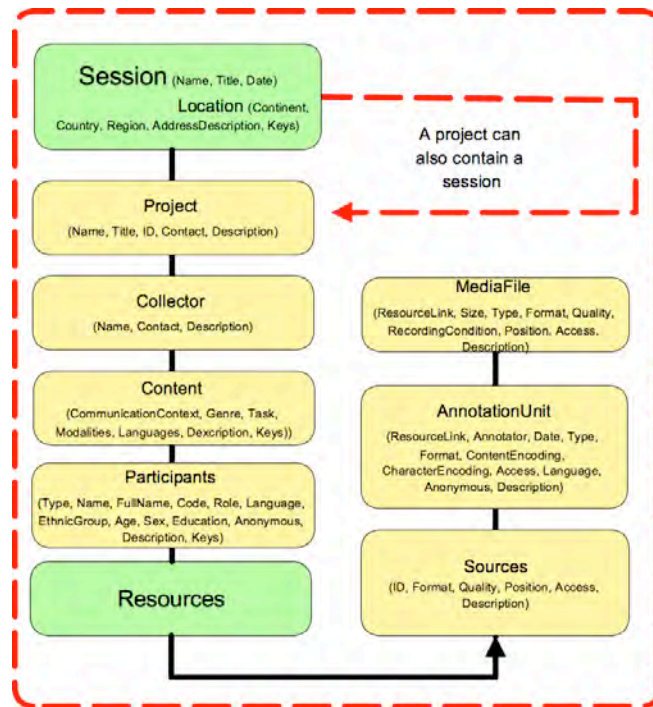 Session (Name, Title, Date)
Location (Continent,
Country, Region, AddressDescription, Keys)
A project can
also contain a
session
Project
(Name, Title, ID, Contact, Description)
Collector
(Name, Contact, Description)
Content
(CommunicationContext, Genre, Task,
Modalities, Languages, Dexcription, Keys))
Participants
(Type, Name, FullName, Code, Role, Language,
EthnicGroup, Age, Sex, Education, Anonymous,
Description, Keys)
Resources
MediaFile
(ResourceLink, Size, Type, Format, Quality,
RecordingCondition, Position, Access,
Description)
AnnotationUnit
(ResourceLink, Annotator, Date, Type,
Format, ContentEncoding,
CharacterEncoding, Access, Language,
Anonymous, Description)
Sources
(ID, Format, Quality, Position, Access,
Description)